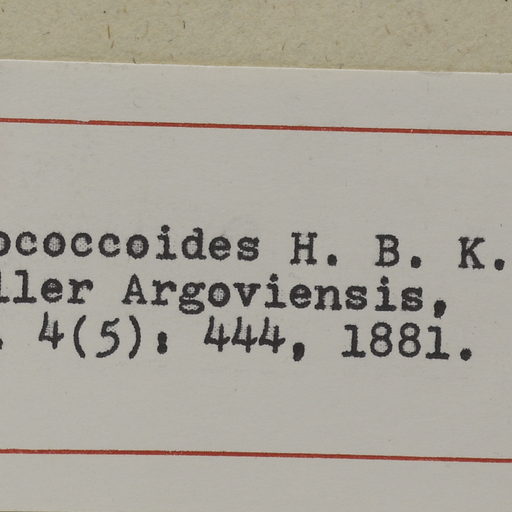 ococcoides H. B. K.
ller Argoviensis,
. 4(5): 444, 1881.